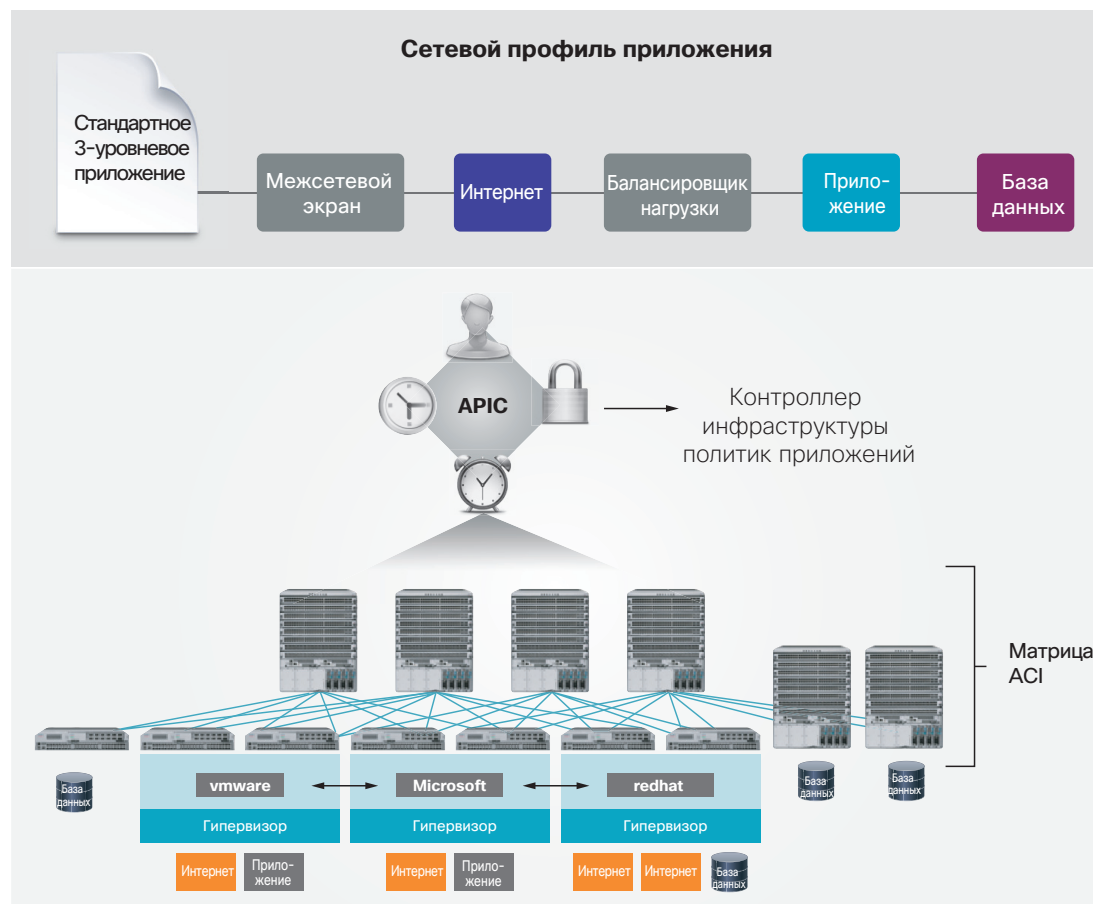 Сетевой профиль приложения
Стандартное
3-уровневое
приложение
Межсетевой
экран
Интернет
Балансировщик
нагрузки
Прило-
жение
База
данных
APIC
Контроллер
инфраструктуры
политик приложений
Матрица
ACI
База
данных
vmware
Microsoft
redhat
База
данных
База
данных
Гипервизор
Гипервизор
Гипервизор
Интернет
Прило-
жение
Интернет
Прило-
жение
Интернет
Интернет
База
данных